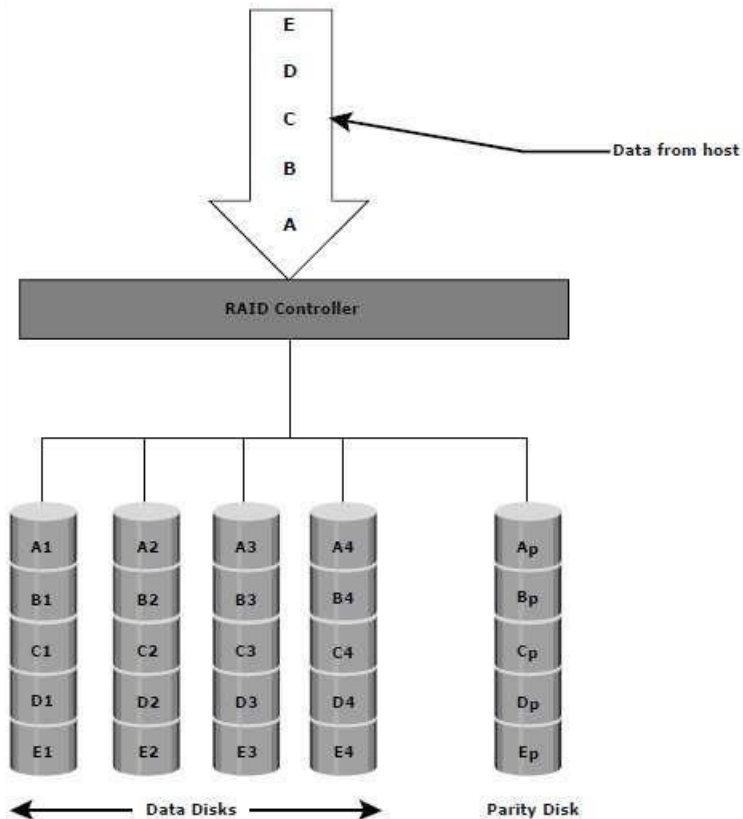 E
D
C
B
A
Data from host
RAID Controller
A1 A2 A3 A4 Ap
B1 B2 B3 B4 Bp
C1 C2 C3 C4 Cp
D1 D2 D3 D4 Dp
E1 E2 E3 E4 Ep
Data Disks Parity Disk